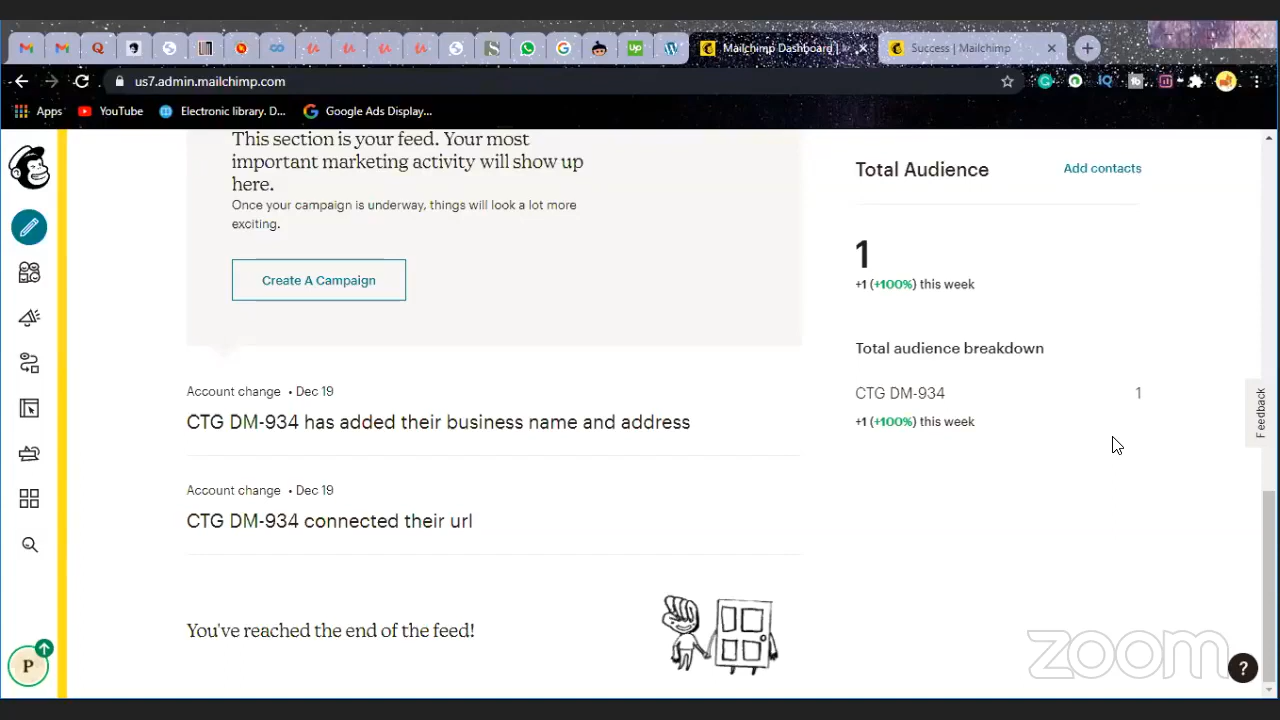 Mailchimp Dashboard |
Success | Mailchimp
us7.admin.mailchimp.com
Apps
YouTube
Electronic library. D...
Google Ads Display...
This section is your feed. Your most
important marketing activity will show up
here.
Once your campaign is underway, things will look a lot more
exciting.
Create A Campaign
Account change • Dec 19
CTG DM-934 has added their business name and address
Account change • Dec 19
CTG DM-934 connected their url
You've reached the end of the feed!
Total Audience
Add contacts
1
+1 (+100%) this week
Total audience breakdown
CTG DM-934 1
+1 (+100%) this week
Feedback
P
zoom
?